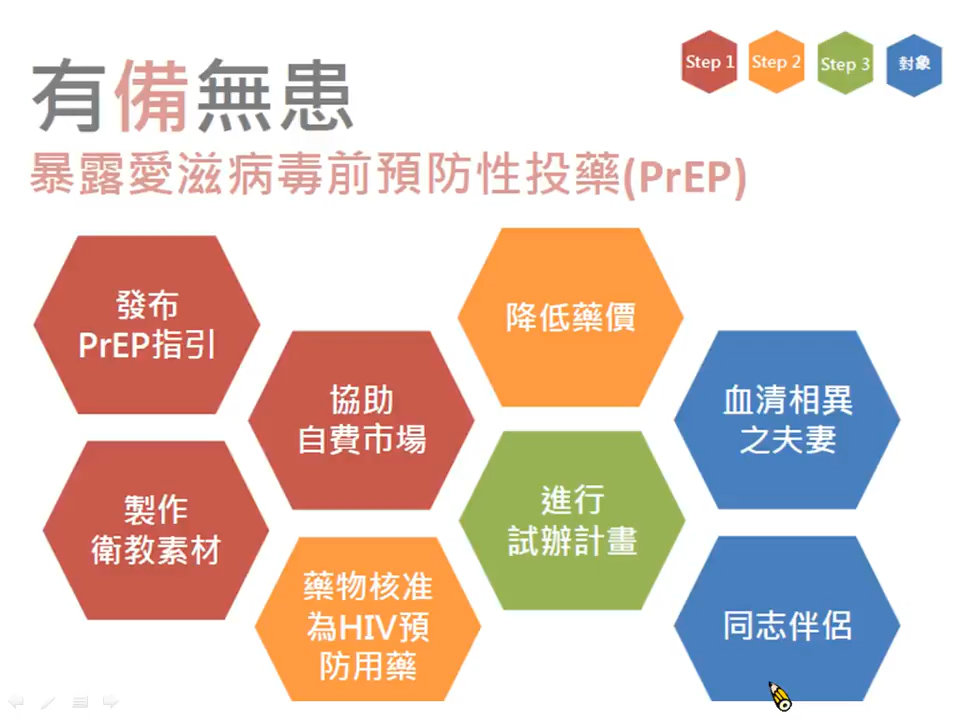 Step 1
Step 2
Step 3
對象
有備無患
暴露愛滋病毒前預防性投藥(PrEP)
發布
PrEP指引
協助
自費市場
製作
衛教素材
降低藥價
藥物核准
為HIV預
防用藥
進行
試辦計畫
血清相異
之夫妻
同志伴侶